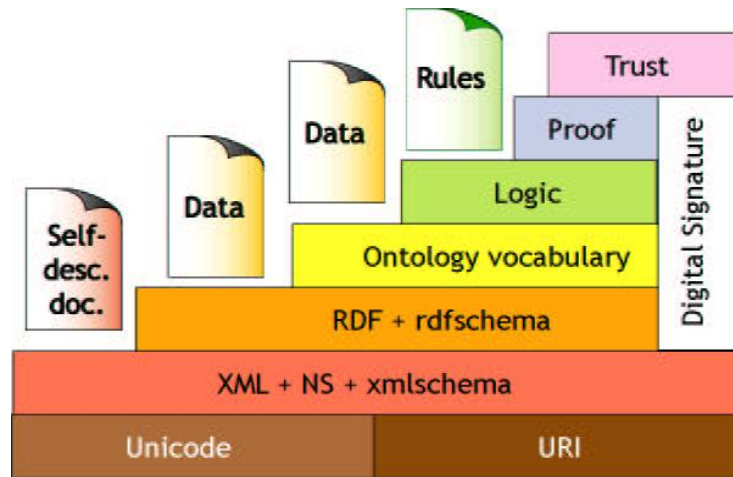 Rules
Trust
Data
Proof
Data
Logic
Self-
desc.
doc.
Ontology vocabulary
Digital Signature
RDF + rdfschema
XML + NS + xmlschema
Unicode
URI